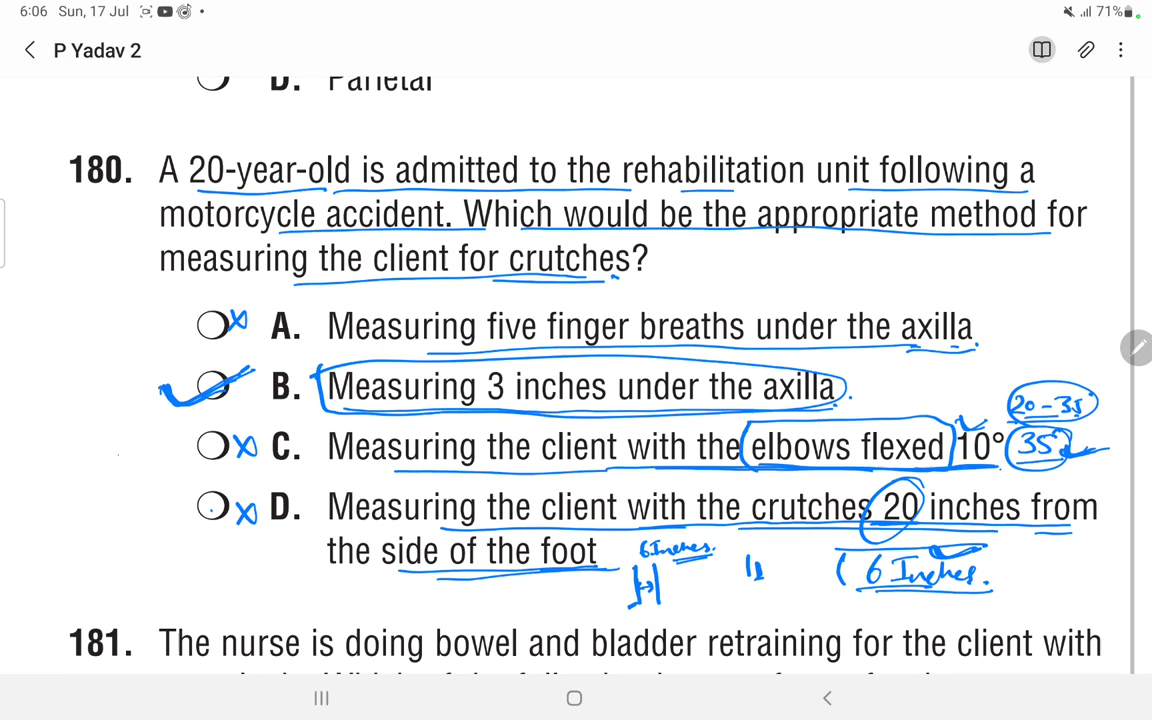 6:06 Sun, 17 Jul
71%
P Yadav 2
D. Parietal
180. A 20-year-old is admitted to the rehabilitation unit following a
motorcycle accident. Which would be the appropriate method for
measuring the client for crutches?
A. Measuring five finger breaths under the axilla
B. Measuring 3 inches under the axilla.
20-35°
C. Measuring the client with the elbows flexed 10° 35°
D. Measuring the client with the crutches 20 inches from
the side of the foot
6 Inches.
(6 Inches.
181. The nurse is doing bowel and bladder retraining for the client with